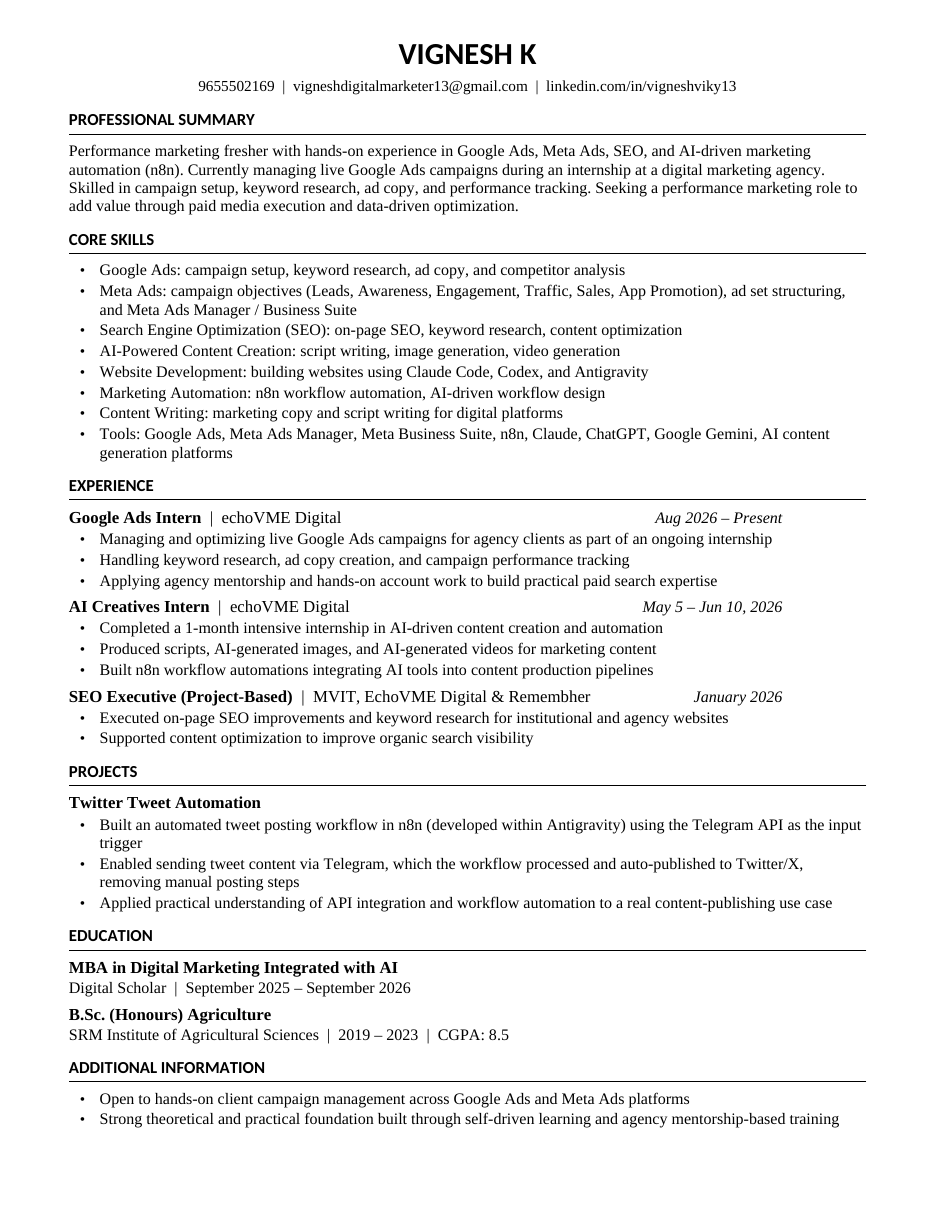 VIGNESH K
9655502169 | vigneshdigitalmarketer13@gmail.com | linkedin.com/in/vigneshviky13
PROFESSIONAL SUMMARY
Performance marketing fresher with hands-on experience in Google Ads, Meta Ads, SEO, and AI-driven marketing
automation (n8n). Currently managing live Google Ads campaigns during an internship at a digital marketing agency.
Skilled in campaign setup, keyword research, ad copy, and performance tracking. Seeking a performance marketing role to
add value through paid media execution and data-driven optimization.
CORE SKILLS
• Google Ads: campaign setup, keyword research, ad copy, and competitor analysis
• Meta Ads: campaign objectives (Leads, Awareness, Engagement, Traffic, Sales, App Promotion), ad set structuring,
and Meta Ads Manager / Business Suite
• Search Engine Optimization (SEO): on-page SEO, keyword research, content optimization
• AI-Powered Content Creation: script writing, image generation, video generation
• Website Development: building websites using Claude Code, Codex, and Antigravity
• Marketing Automation: n8n workflow automation, AI-driven workflow design
• Content Writing: marketing copy and script writing for digital platforms
• Tools: Google Ads, Meta Ads Manager, Meta Business Suite, n8n, Claude, ChatGPT, Google Gemini, AI content
generation platforms
EXPERIENCE
Google Ads Intern | echoVME Digital Aug 2026 – Present
• Managing and optimizing live Google Ads campaigns for agency clients as part of an ongoing internship
• Handling keyword research, ad copy creation, and campaign performance tracking
• Applying agency mentorship and hands-on account work to build practical paid search expertise
AI Creatives Intern | echoVME Digital May 5 – Jun 10, 2026
• Completed a 1-month intensive internship in AI-driven content creation and automation
• Produced scripts, AI-generated images, and AI-generated videos for marketing content
• Built n8n workflow automations integrating AI tools into content production pipelines
SEO Executive (Project-Based) | MVIT, EchoVME Digital & Remembher January 2026
• Executed on-page SEO improvements and keyword research for institutional and agency websites
• Supported content optimization to improve organic search visibility
PROJECTS
Twitter Tweet Automation
• Built an automated tweet posting workflow in n8n (developed within Antigravity) using the Telegram API as the input
trigger
• Enabled sending tweet content via Telegram, which the workflow processed and auto-published to Twitter/X,
removing manual posting steps
• Applied practical understanding of API integration and workflow automation to a real content-publishing use case
EDUCATION
MBA in Digital Marketing Integrated with AI
Digital Scholar | September 2025 – September 2026
B.Sc. (Honours) Agriculture
SRM Institute of Agricultural Sciences | 2019 – 2023 | CGPA: 8.5
ADDITIONAL INFORMATION
• Open to hands-on client campaign management across Google Ads and Meta Ads platforms
• Strong theoretical and practical foundation built through self-driven learning and agency mentorship-based training